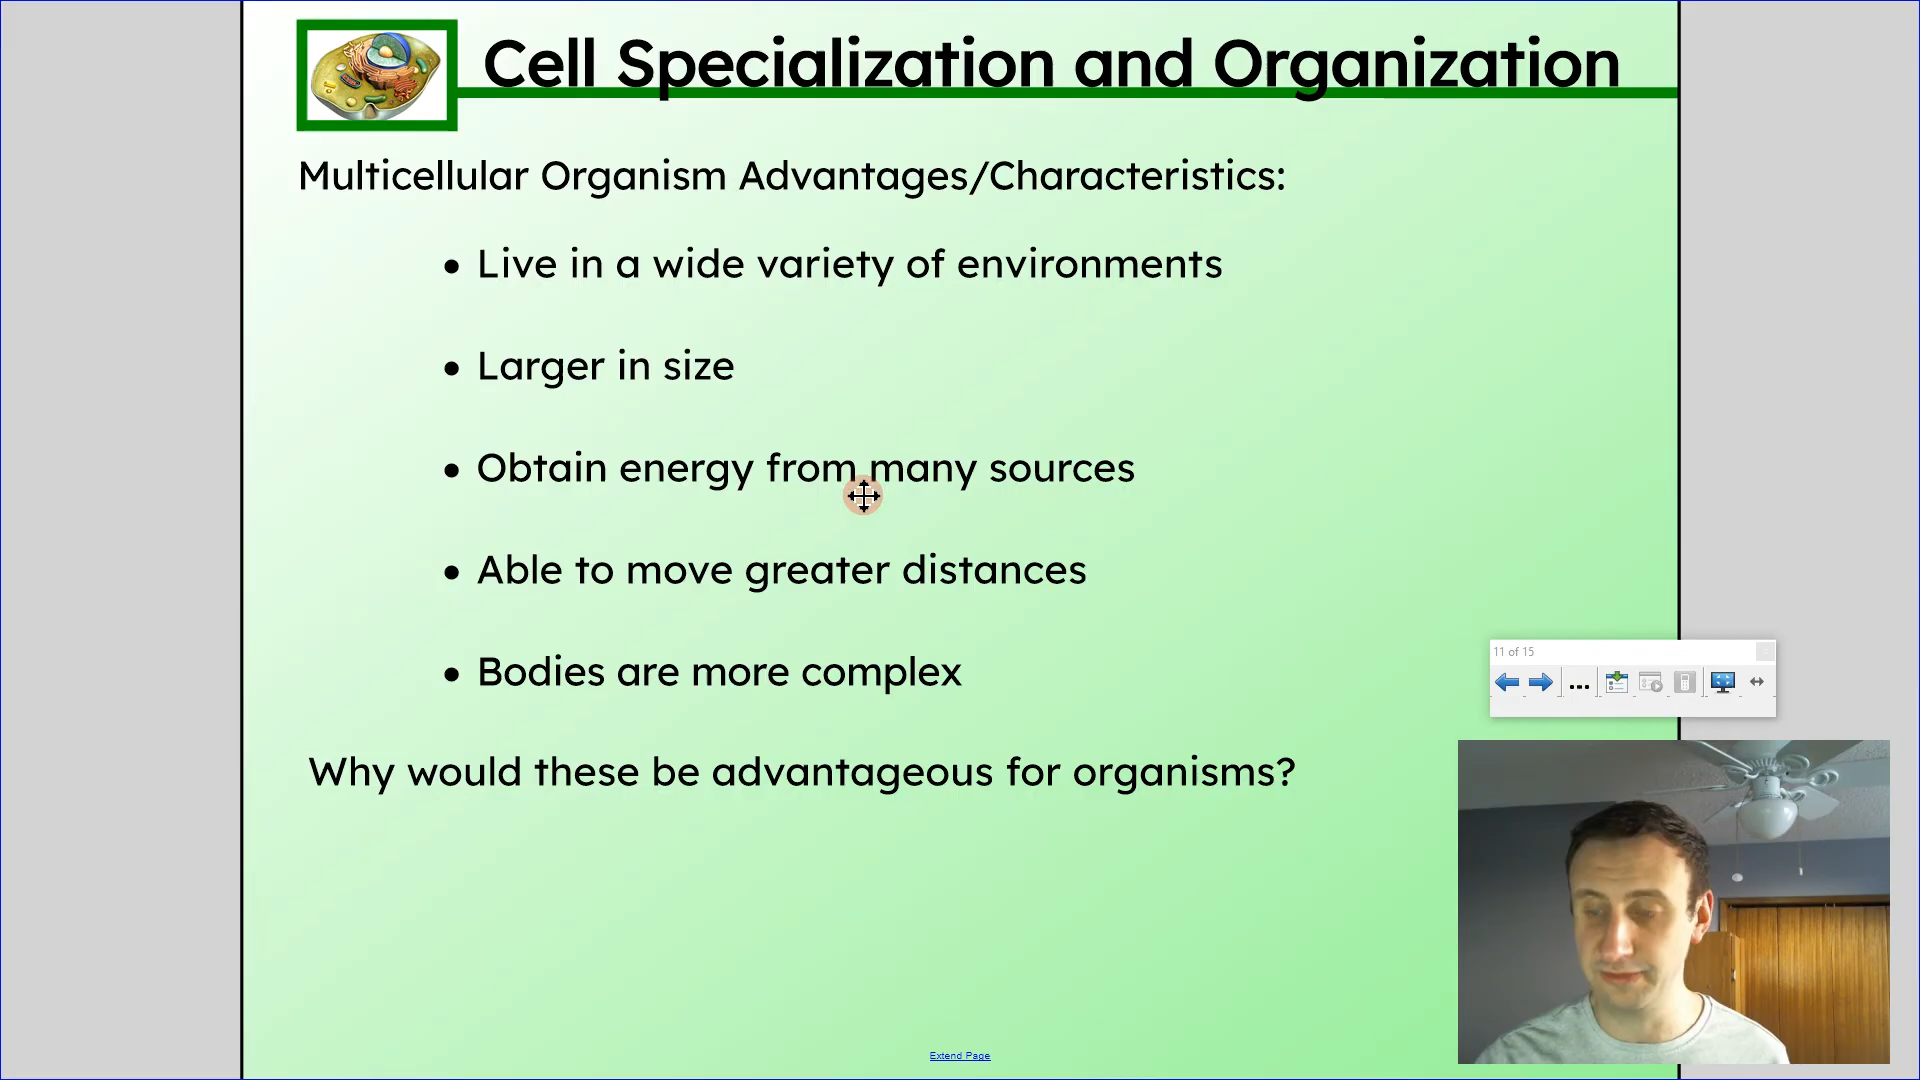 Cell Specialization and Organization
Multicellular Organism Advantages/Characteristics:
• Live in a wide variety of environments
• Larger in size
• Obtain energy from many sources
• Able to move greater distances
• Bodies are more complex
Why would these be advantageous for organisms?
11 of 15
...
Extend Page